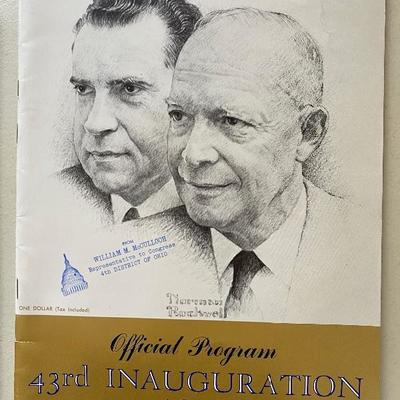 FROM
WILLIAM M. McCULLOCH
Representative to Congress
4th DISTRICT OF OHIO
Norman
Rockwell
ONE DOLLAR (Tax Included)
Official Program
43rd INAUGURATION